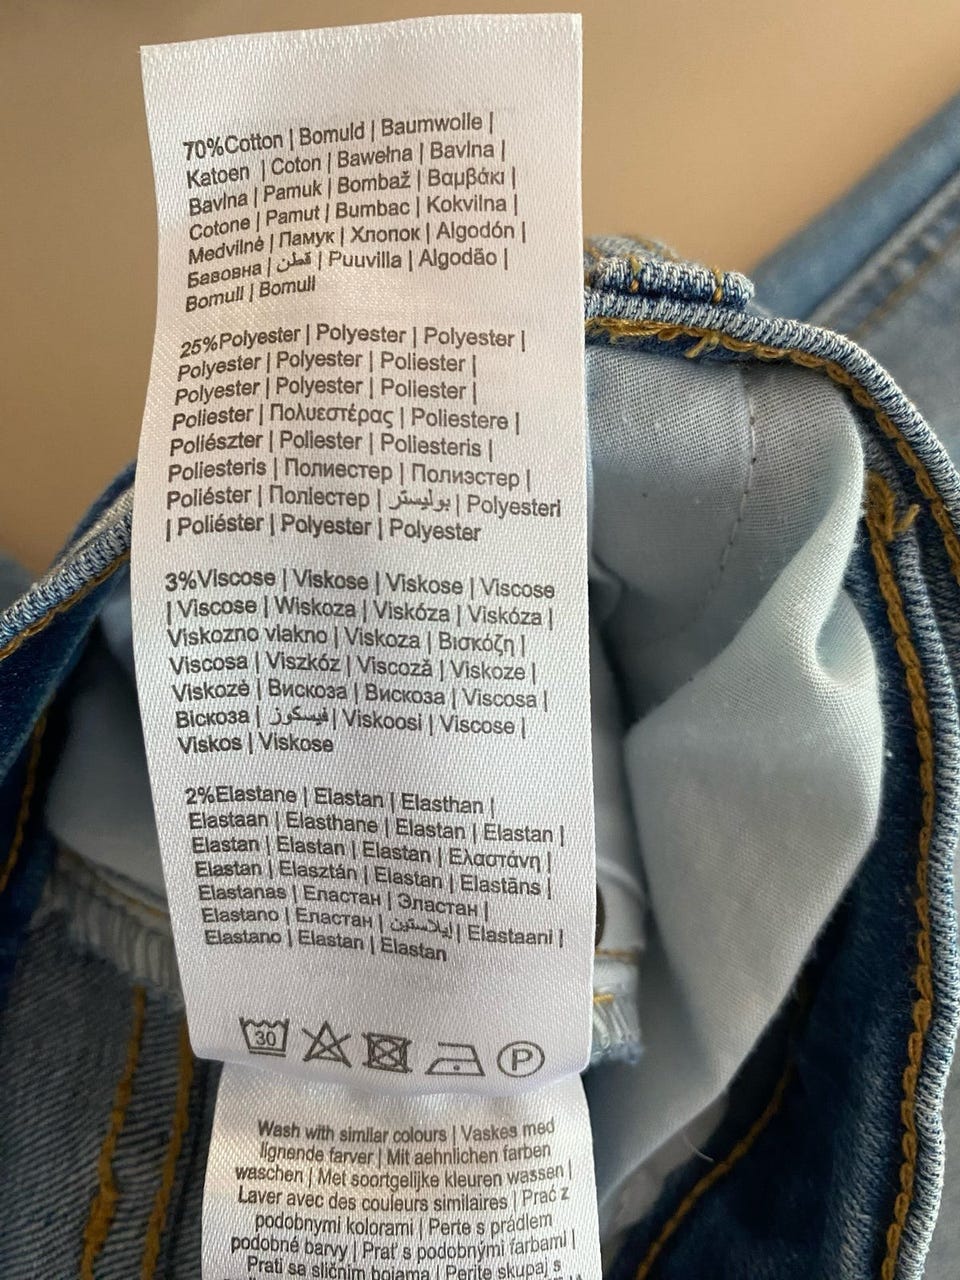 70%Cotton | Bomuld | Baumwolle |
Katoen | Coton | Bawełna | Bavlna |
Bavlna | Pamuk | Bombaž | Βαμβάκι |
Cotone | Pamut | Bumbac | Kokvilna |
Medvilnė | Памук | Хлопок | Algodón |
Бавовна | قطن | Puuvilla | Algodão |
Bomull | Bomull
25%Polyester | Polyester | Polyester |
Polyester | Polyester | Poliester |
Polyester | Polyester | Poliester |
Poliester | Πολυεστέρας | Poliestere |
Poliészter | Poliester | Poliesteris |
Poliesteris | Полиестер | Полиэстер |
Poliéster | Поліестер | بوليستر | Polyesteri
| Poliéster | Polyester | Polyester
3%Viscose | Viskose | Viskose | Viscose
| Viscose | Wiskoza | Viskóza | Viskóza |
Viskozno vlakno | Viskoza | Βισκόζη |
Viscosa | Viszkóz | Viscoză | Viskoze |
Viskozė | Вискоза | Вискоза | Viscosa |
Віскоза | فيسكوز | Viskoosi | Viscose |
Viskos | Viskose
2%Elastane | Elastan | Elasthan |
Elastaan | Elasthane | Elastan | Elastan |
Elastan | Elastan | Elastan | Ελαστάνη |
Elastan | Elasztán | Elastan | Elastāns |
Elastanas | Еластан | Эластан |
Elastano | Еластан | إيلاستين | Elastaani |
Elastano | Elastan | Elastan
30 P
Wash with similar colours | Vaskes med
lignende farver | Mit aehnlichen farben
waschen | Met soortgelijke kleuren wassen |
Laver avec des couleurs similaires | Prać z
podobnymi kolorami | Perte s prádlem
podobné barvy | Prať s podobnými farbami |
Prati sa sličnim bojama | Perite skupaj s